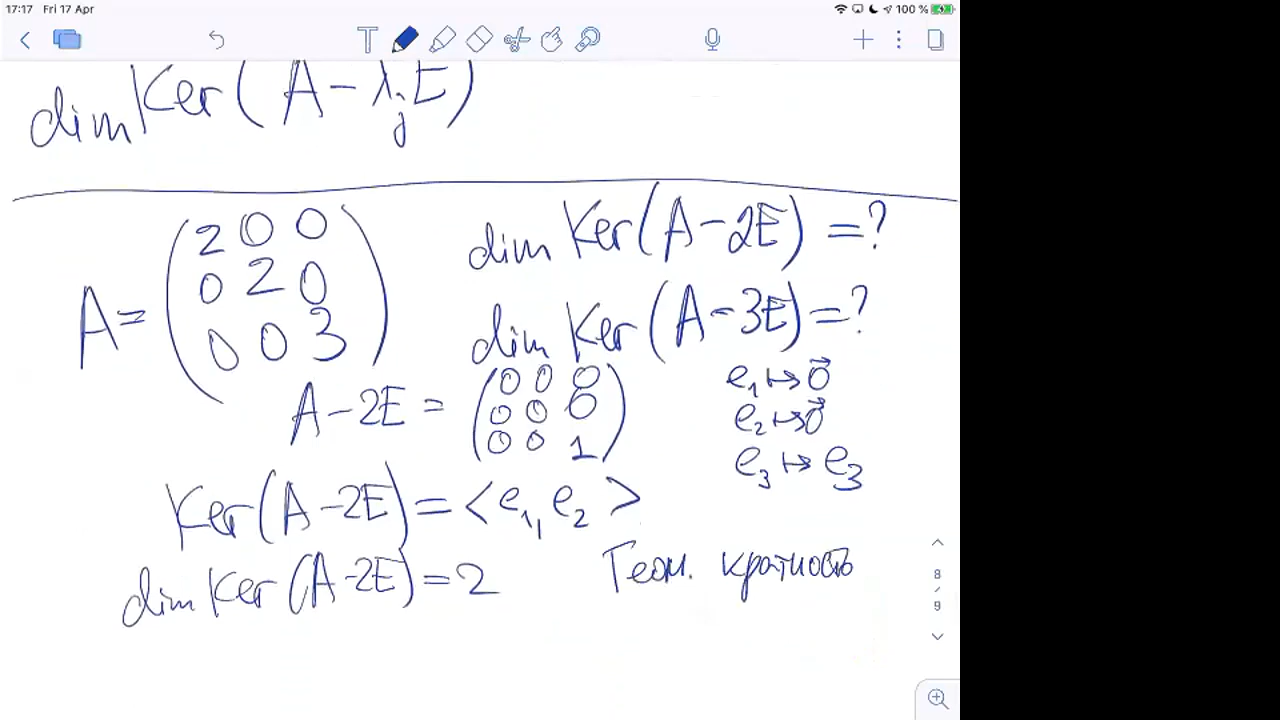 17:17 Fri 17 Apr 100 %
dim Ker(A − λ_j E)
A = (2 0 0
0 2 0
0 0 3)
dim Ker(A − 2E) = ?
dim Ker(A − 3E) = ?
A − 2E = (0 0 0
0 0 0
0 0 1)
e₁ ↦ 0⃗
e₂ ↦ 0⃗
e₃ ↦ e₃
Ker(A − 2E) = <e₁, e₂>
dim Ker(A − 2E) = 2
Геом. кратность
8
/
9